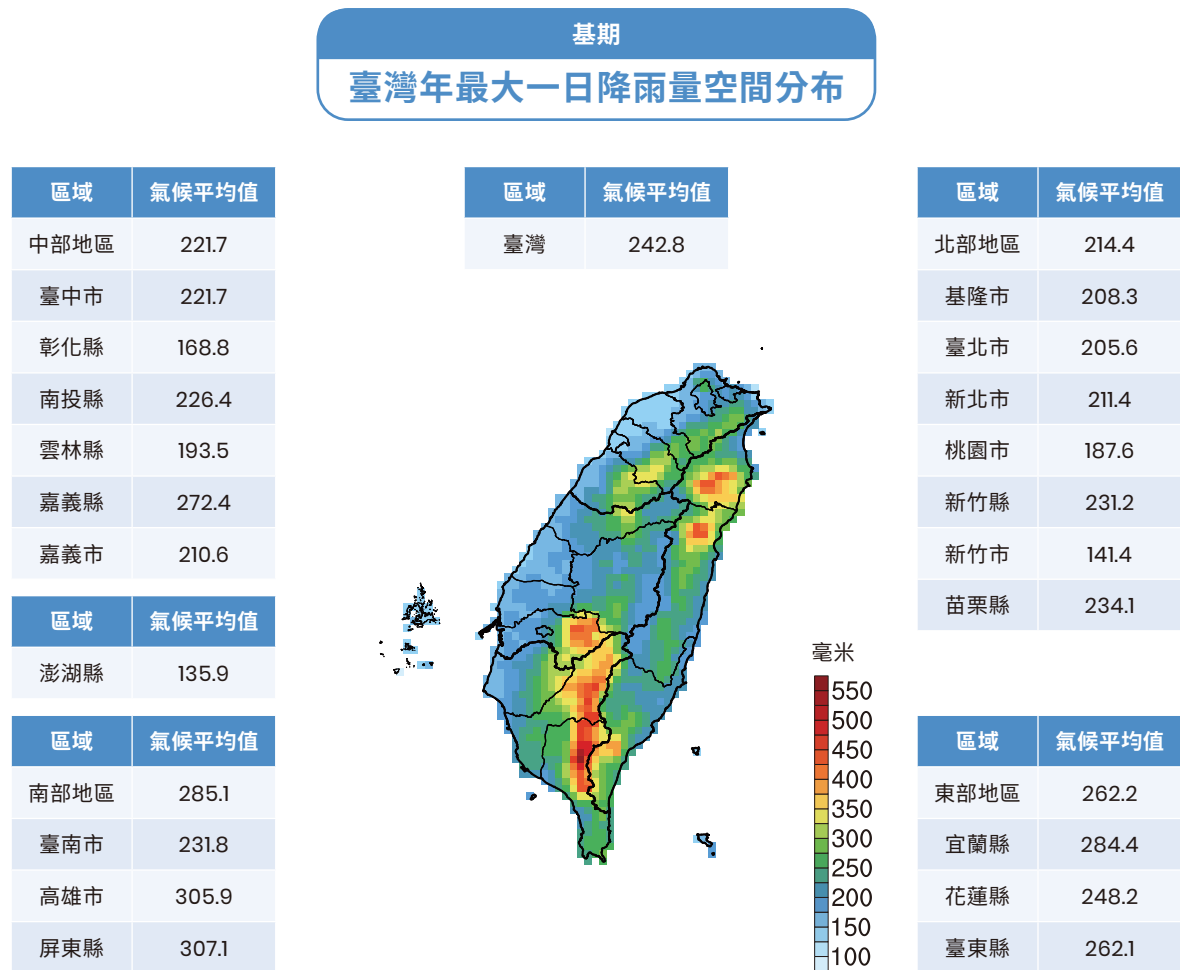 基期
臺灣年最大一日降雨量空間分布
區域 氣候平均值
中部地區 221.7
臺中市 221.7
彰化縣 168.8
南投縣 226.4
雲林縣 193.5
嘉義縣 272.4
嘉義市 210.6
區域 氣候平均值
澎湖縣 135.9
區域 氣候平均值
南部地區 285.1
臺南市 231.8
高雄市 305.9
屏東縣 307.1
區域 氣候平均值
臺灣 242.8
毫米
550
500
450
400
350
300
250
200
150
100
區域 氣候平均值
北部地區 214.4
基隆市 208.3
臺北市 205.6
新北市 211.4
桃園市 187.6
新竹縣 231.2
新竹市 141.4
苗栗縣 234.1
區域 氣候平均值
東部地區 262.2
宜蘭縣 284.4
花蓮縣 248.2
臺東縣 262.1